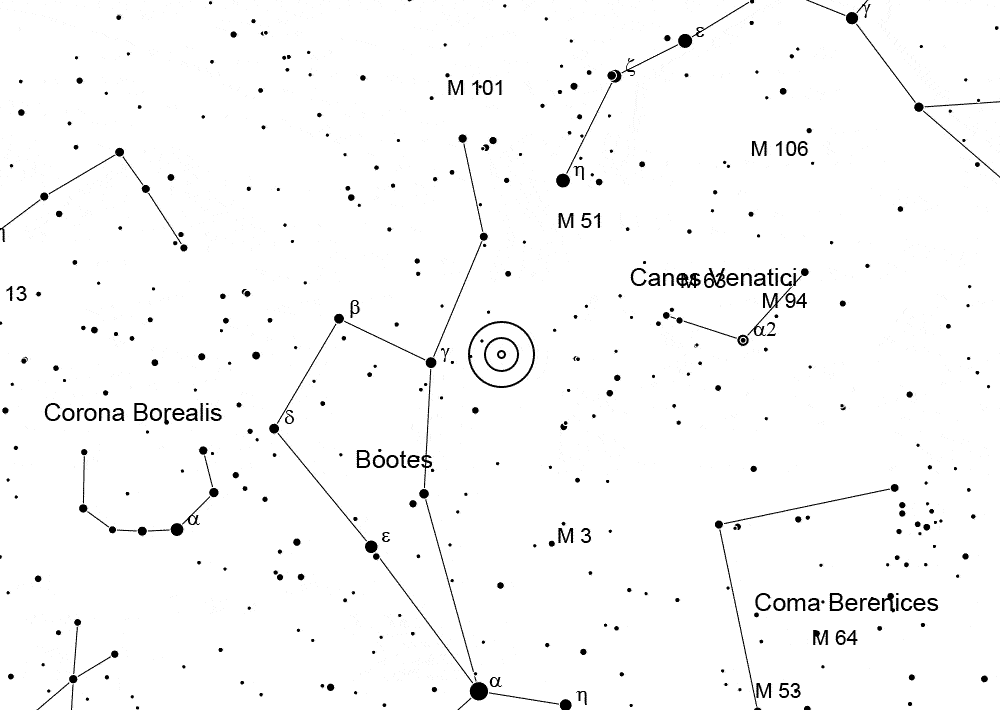 γ
ε
ζ
M 101
M 106
η
M 51
η
Canes Venatici
M 63
13
M 94
β
α2
γ
Corona Borealis
δ
Bootes
α
ε
M 3
Coma Berenices
M 64
α
M 53
η